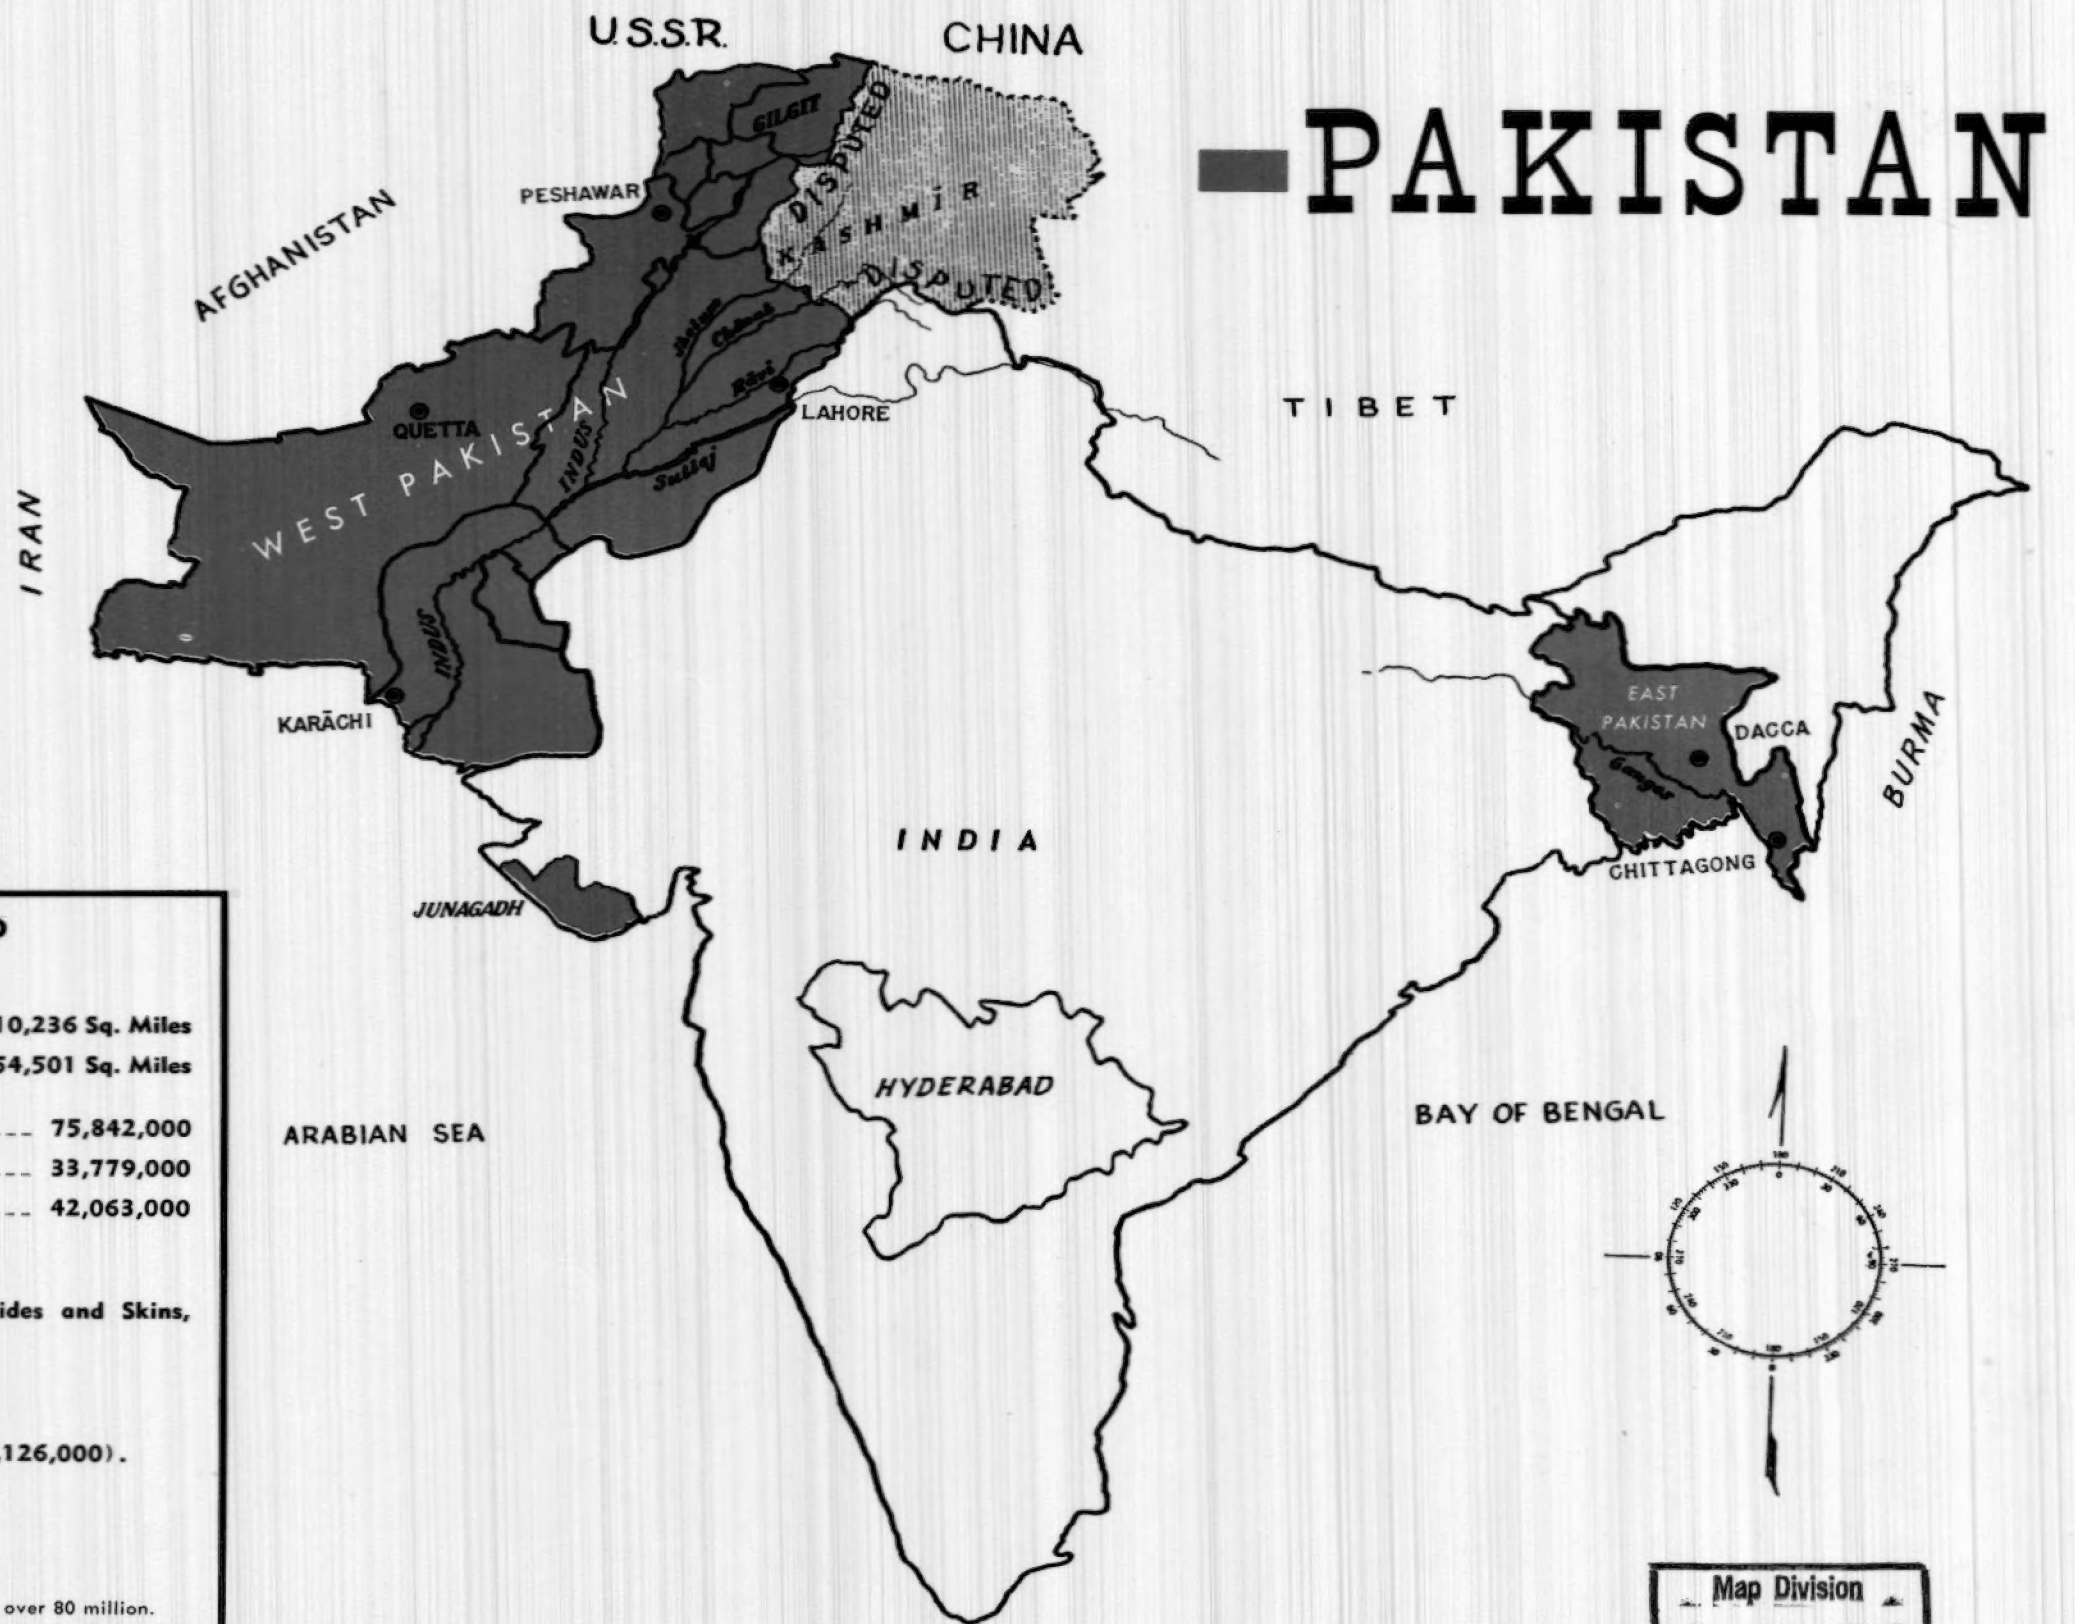 U.S.S.R.
CHINA
PAKISTAN
GILGIT
DISPUTED
PESHAWAR
KASHMIR
DISPUTED
AFGHANISTAN
Jhelum
Chenab
Ravi
LAHORE
TIBET
QUETTA
WEST PAKISTAN
INDUS
Sutlej
IRAN
INDUS
KARĀCHI
EAST
PAKISTAN
DACCA
Ganges
BURMA
INDIA
CHITTAGONG
JUNAGADH
10,236 Sq. Miles
54,501 Sq. Miles
HYDERABAD
75,842,000
33,779,000
42,063,000
ARABIAN SEA
BAY OF BENGAL
ides and Skins,
,126,000).
over 80 million.
Map Division